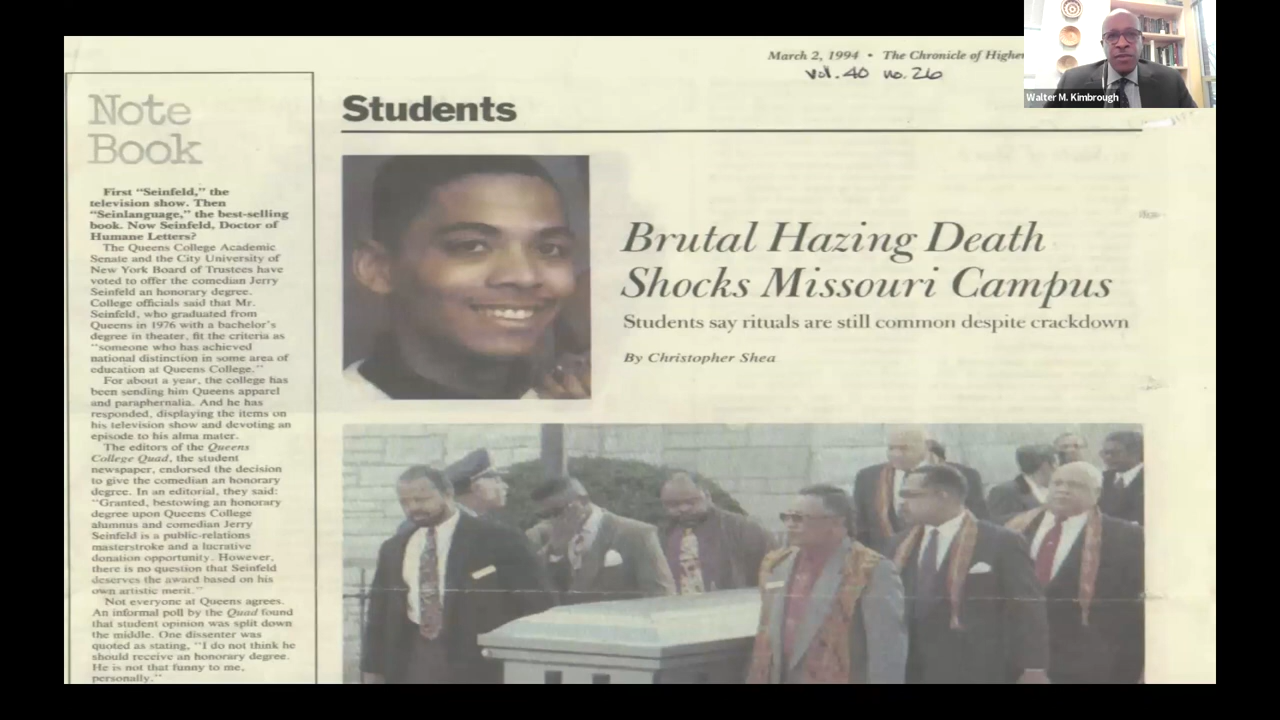 March 2, 1994 • The Chronicle of Higher
vol. 40 no. 26
Walter M. Kimbrough
Note
Book
Students
First “Seinfeld,” the
television show. Then
“Seinlanguage,” the best-selling
book. Now Seinfeld, Doctor of
Humane Letters?
The Queens College Academic
Senate and the City University of
New York Board of Trustees have
voted to offer the comedian Jerry
Seinfeld an honorary degree.
College officials said that Mr.
Seinfeld, who graduated from
Queens in 1976 with a bachelor's
degree in theater, fit the criteria as
“someone who has achieved
national distinction in some area of
education at Queens College.”
For about a year, the college has
been sending him Queens apparel
and paraphernalia. And he has
responded, displaying the items on
his television show and devoting an
episode to his alma mater.
The editors of the Queens
College Quad, the student
newspaper, endorsed the decision
to give the comedian an honorary
degree. In an editorial, they said:
“Granted, bestowing an honorary
degree upon Queens College
alumnus and comedian Jerry
Seinfeld is a public-relations
masterstroke and a lucrative
donation opportunity. However,
there is no question that Seinfeld
deserves the award based on his
own artistic merit.”
Not everyone at Queens agrees.
An informal poll by the Quad found
that student opinion was split down
the middle. One dissenter was
quoted as stating, “I do not think he
should receive an honorary degree.
He is not that funny to me,
personally.”
Brutal Hazing Death
Shocks Missouri Campus
Students say rituals are still common despite crackdown
By Christopher Shea